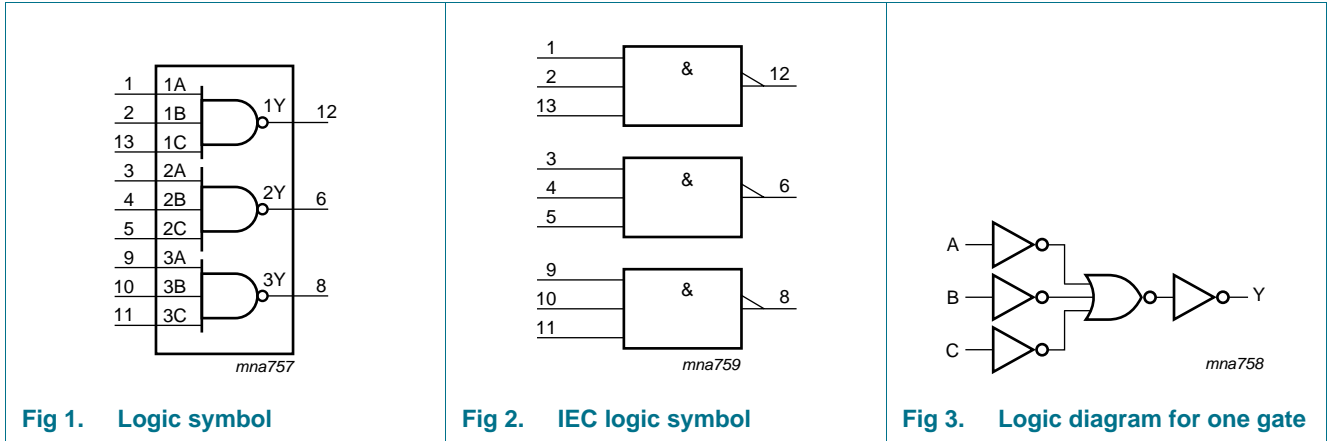 1 1A
1Y 12
2 1B
13 1C
3 2A
2Y 6
4 2B
5 2C
9 3A
3Y 8
10 3B
11 3C
mna757
Fig 1. Logic symbol
1
2 & 12
13
3
4 & 6
5
9
10 & 8
11
mna759
Fig 2. IEC logic symbol
A
B Y
C
mna758
Fig 3. Logic diagram for one gate